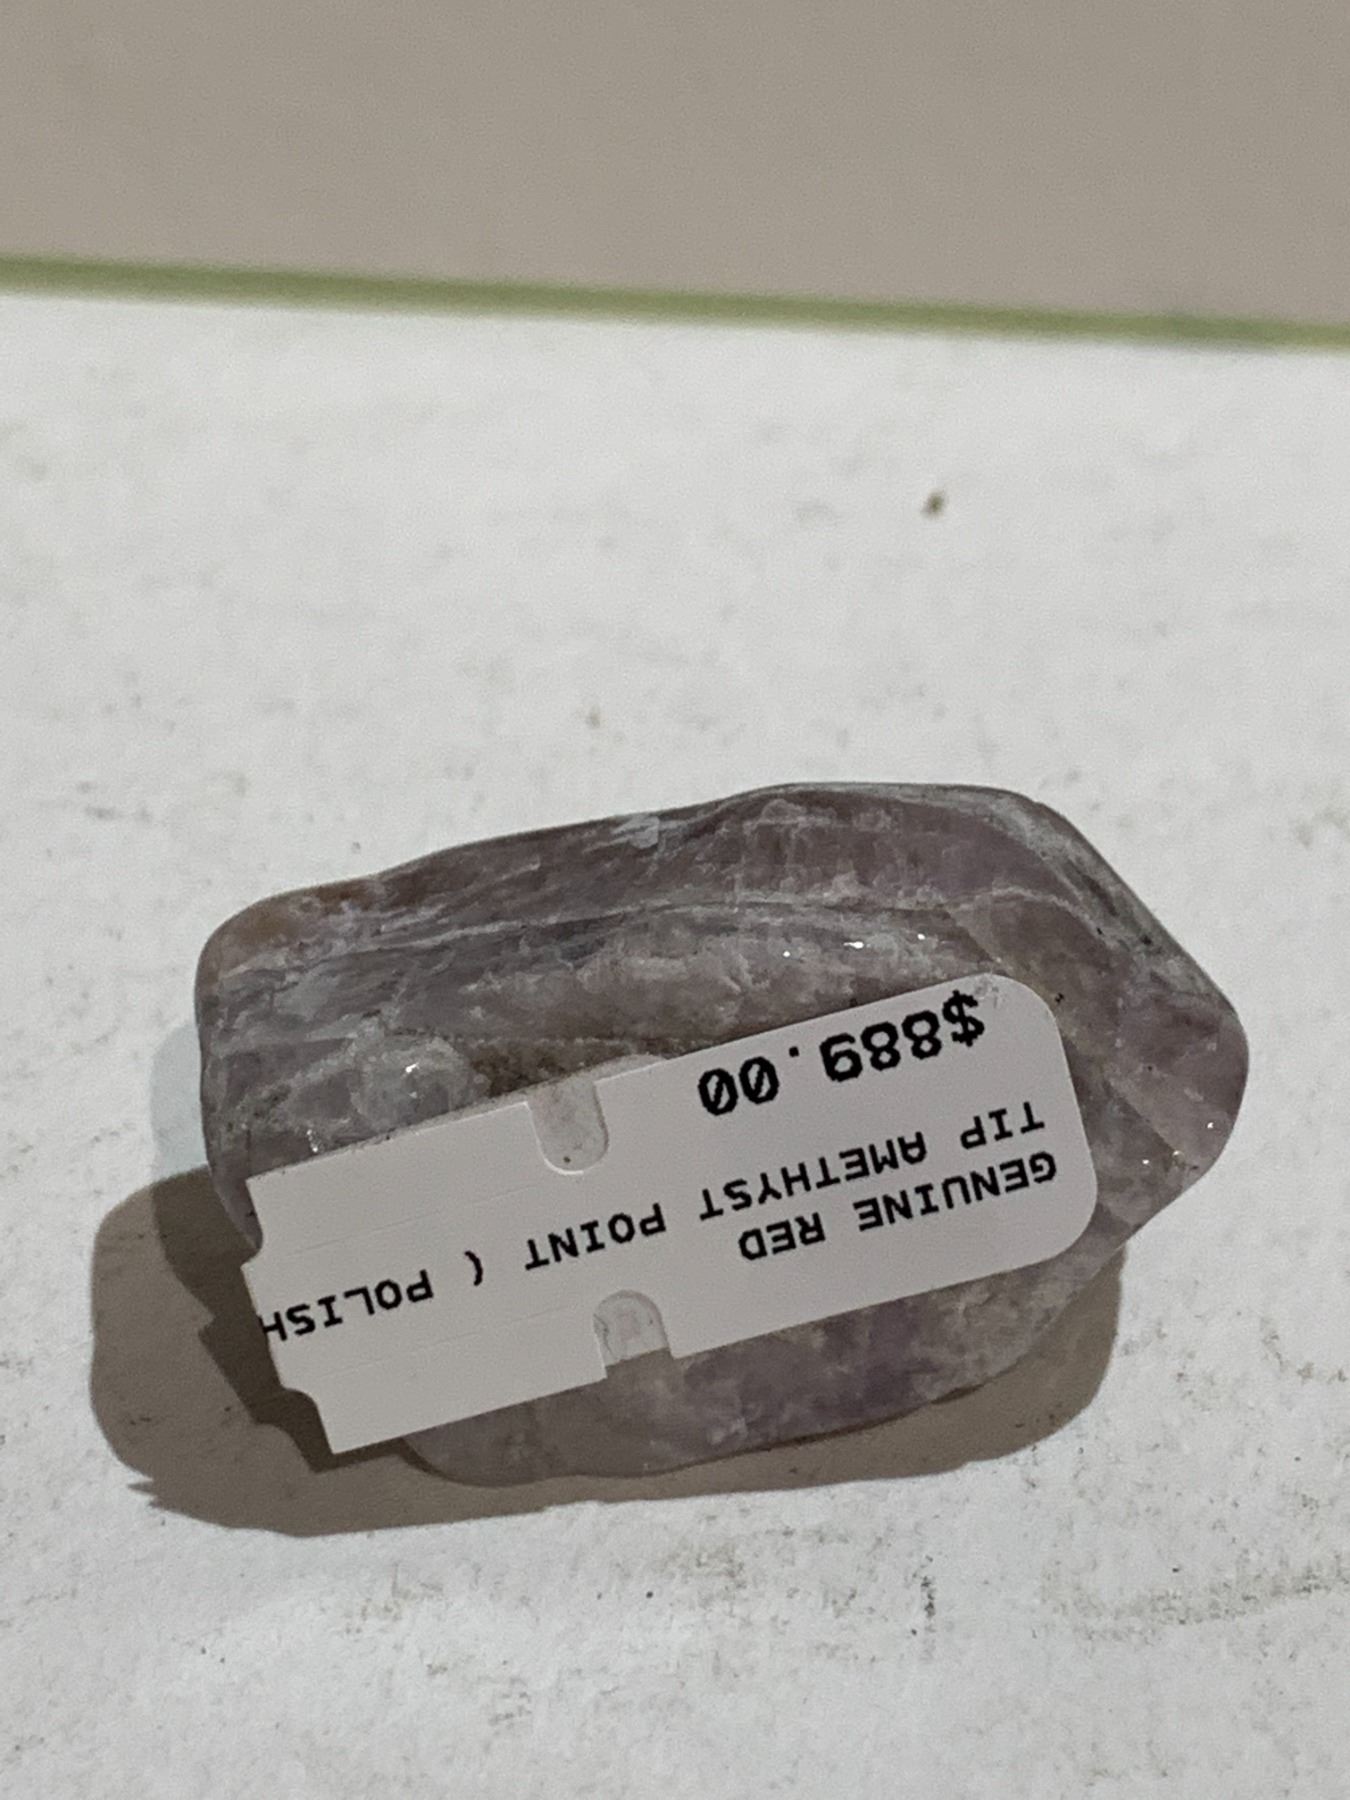 GENUINE RED
TIP AMETHYST POINT ( POLISH
$889.00